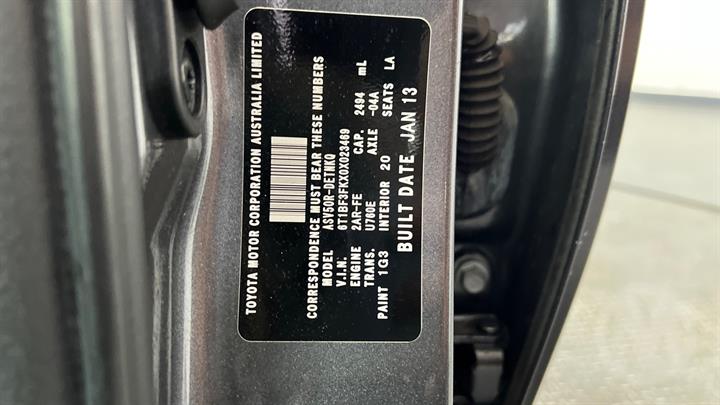 TOYOTA MOTOR CORPORATION AUSTRALIA LIMITED
CORRESPONDENCE MUST BEAR THESE NUMBERS
MODEL ASV50R-DETNKQ
V.I.N. 6T1BF3FKX0X023469
ENGINE 2AR-FE CAP. 2494 mL
TRANS. U760E AXLE -04A
PAINT 1G3 INTERIOR 20 SEATS LA
BUILT DATE JAN 13